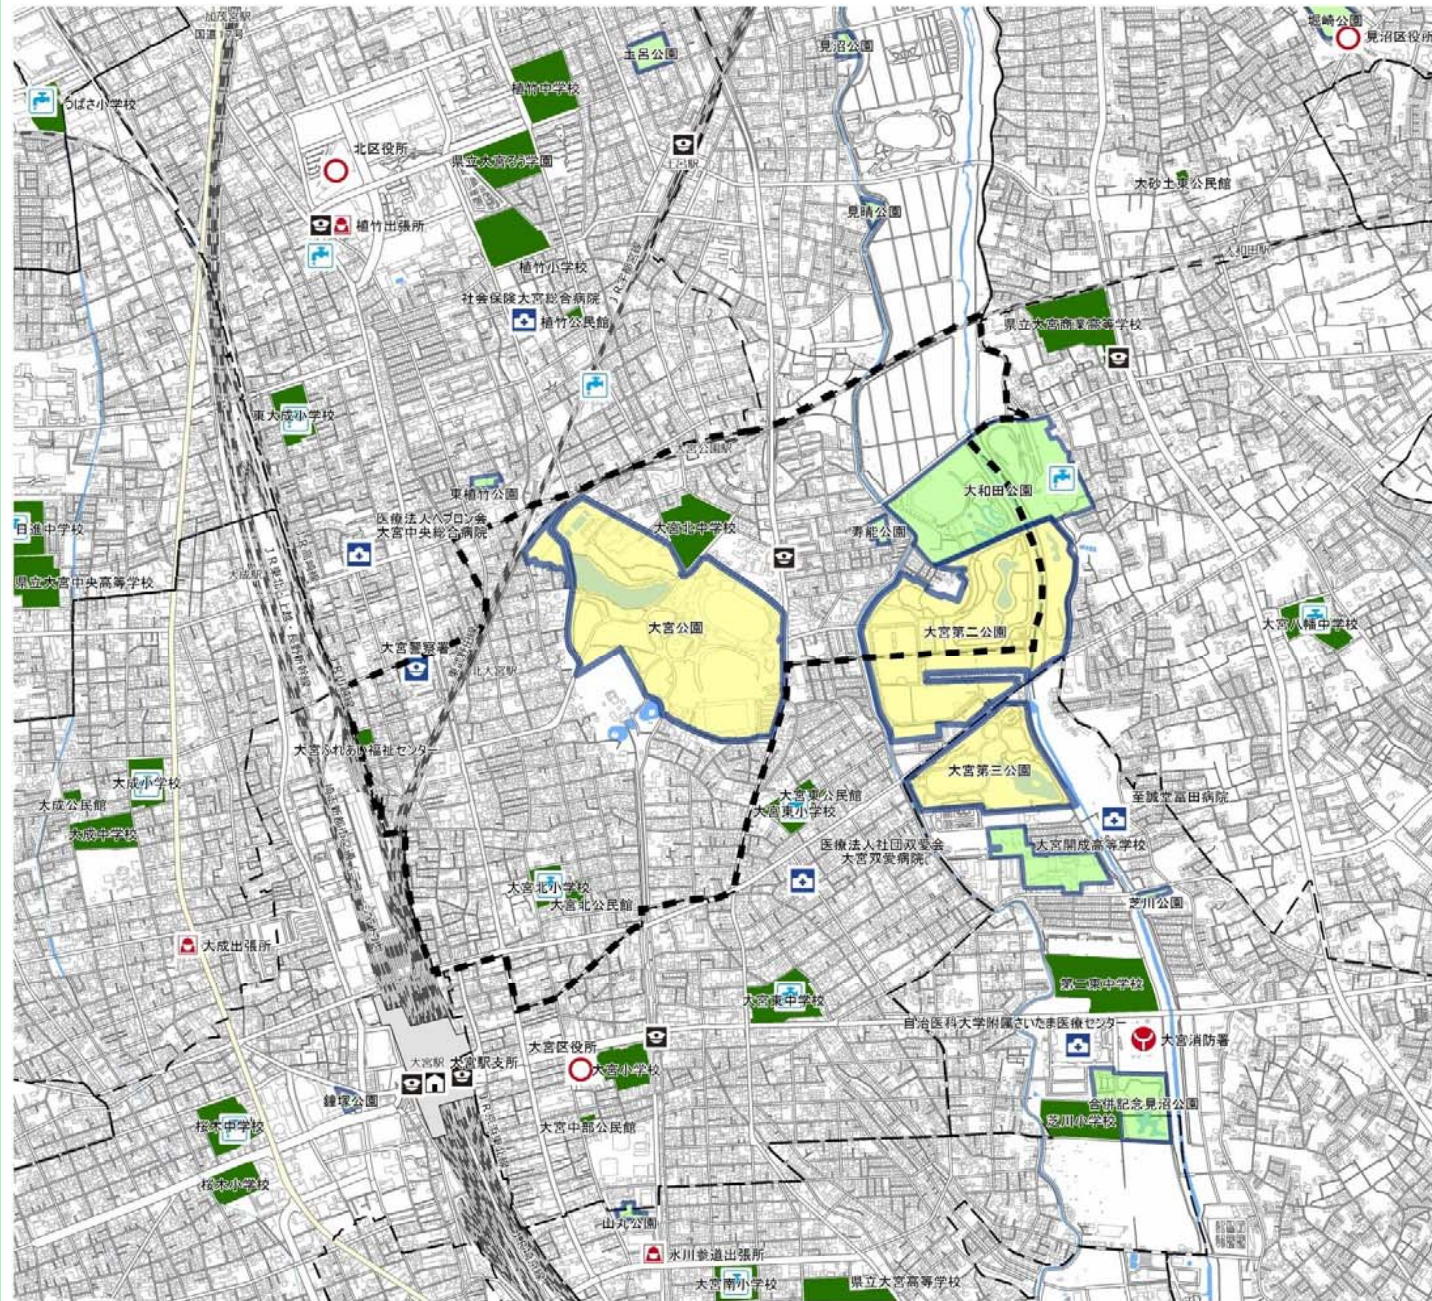 加茂宮駅
国道17号
土呂公園
見沼公園
堀崎公園
見沼区役所
つばさ小学校
植竹中学校
北区役所
県立大宮ろう学園
土呂駅
大砂土東公民館
見晴公園
植竹出張所
植竹小学校
大和田駅
社会保険大宮総合病院
植竹公民館
県立大宮商業高等学校
東大成小学校
大宮公園駅
東植竹公園
大和田公園
医療法人ヘブロン会
大宮中央総合病院
大宮北中学校
寿能公園
日進中学校
県立大宮中央高等学校
大成駅
大宮公園
大宮第二公園
大宮八幡中学校
大宮警察署
北大宮駅
大宮ふれあい福祉センター
大宮第三公園
大成小学校
大成公民館
大宮東公民館
大宮東小学校
至誠堂冨田病院
大成中学校
医療法人社団双愛会
大宮双愛病院
大宮開成高等学校
大宮北小学校
大宮北公民館
芝川公園
大成出張所
第二東中学校
大宮東中学校
自治医科大学附属さいたま医療センター
大宮消防署
大宮区役所
大宮駅
大宮駅支所
大宮小学校
鐘塚公園
合併記念見沼公園
芝川小学校
桜木中学校
大宮中部公民館
桜木小学校
山丸公園
氷川参道出張所
大宮南小学校
県立大宮高等学校